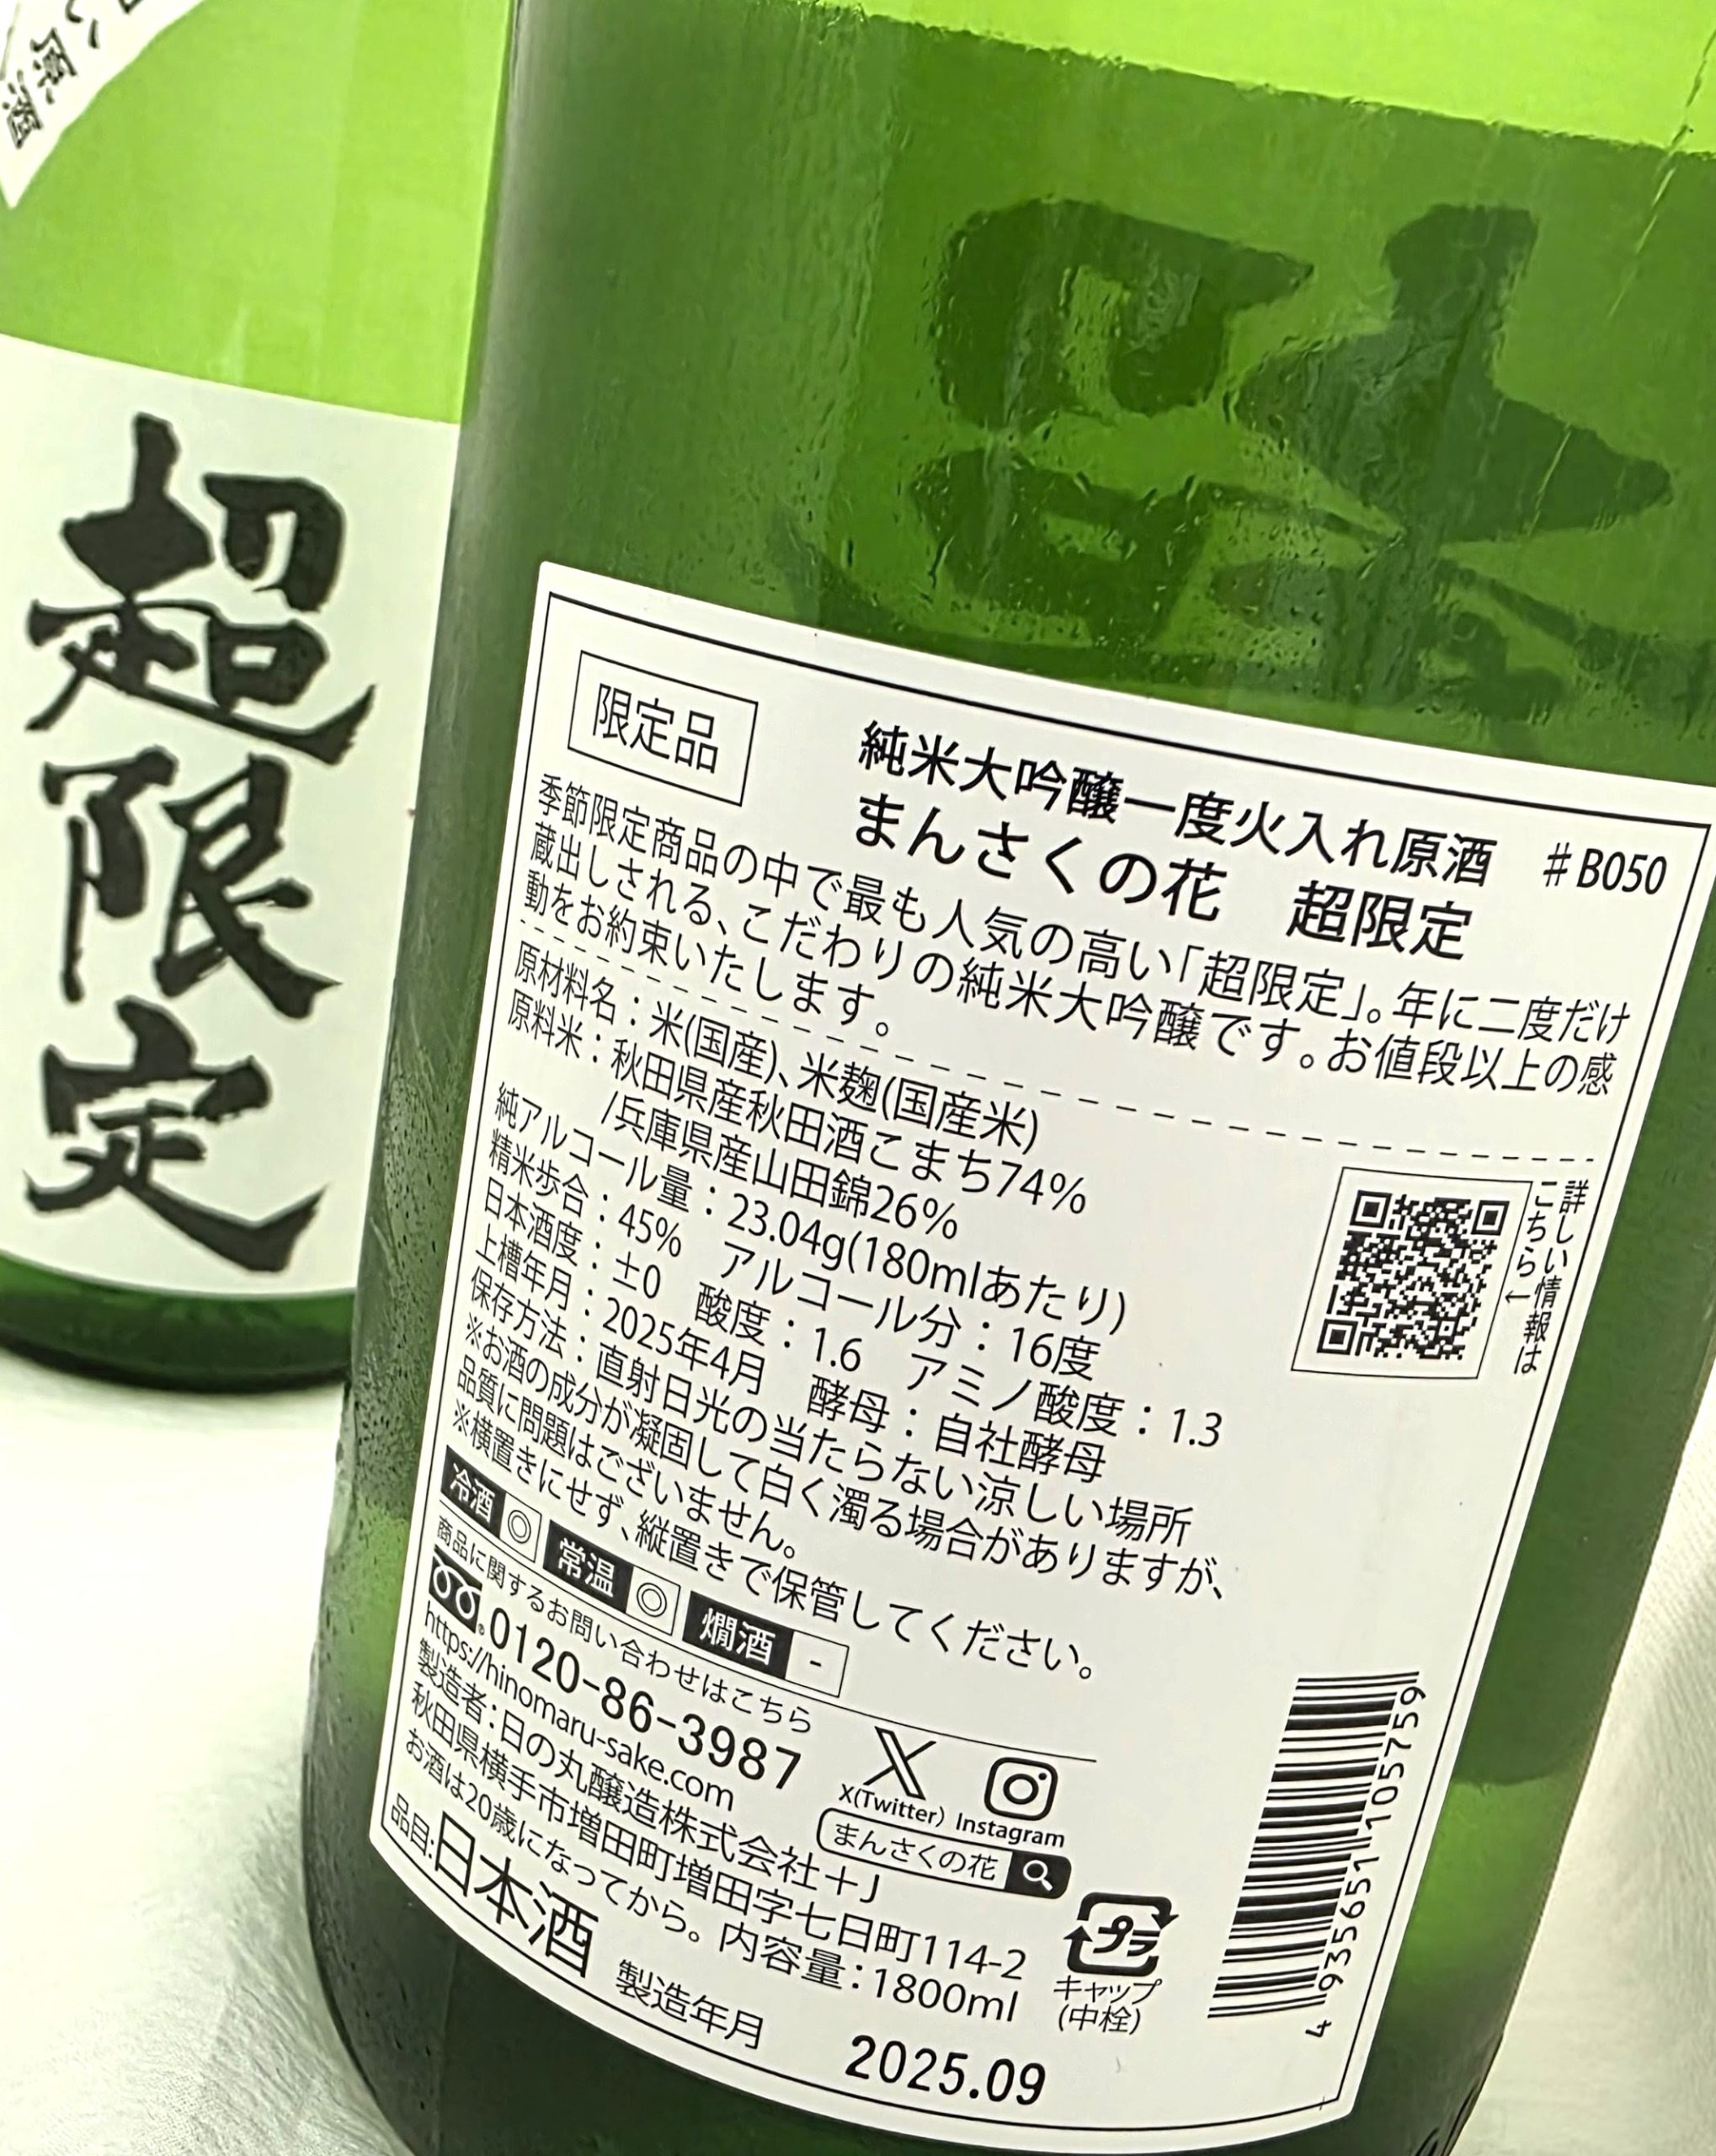 原酒
超限定
限定品
純米大吟醸一度火入れ原酒 #B050
まんさくの花 超限定
季節限定商品の中で最も人気の高い「超限定」。年に二度だけ
蔵出しされる、こだわりの純米大吟醸です。お値段以上の感
動をお約束いたします。
原材料名：米(国産)、米麹(国産米)
原料米：秋田県産秋田酒こまち74%
/兵庫県産山田錦26%
純アルコール量：23.04g(180mlあたり)
精米歩合：45% アルコール分：16度
日本酒度：±0 酸度：1.6 アミノ酸度：1.3
上槽年月：2025年4月 酵母：自社酵母
保存方法：直射日光の当たらない涼しい場所
※お酒の成分が凝固して白く濁る場合がありますが、
品質に問題はございません。
※横置きにせず、縦置きで保管してください。
詳しい情報は
こちら←
冷酒 ◎ 常温 ◎ 燗酒 -
商品に関するお問い合わせはこちら
0120-86-3987
https://hinomaru-sake.com
製造者：日の丸醸造株式会社+J
秋田県横手市増田町増田字七日町114-2
お酒は20歳になってから。 内容量：1800ml
品目：日本酒
製造年月 2025.09
X(Twitter) Instagram
まんさくの花
プラ
キャップ
(中栓)
4 935651 105759